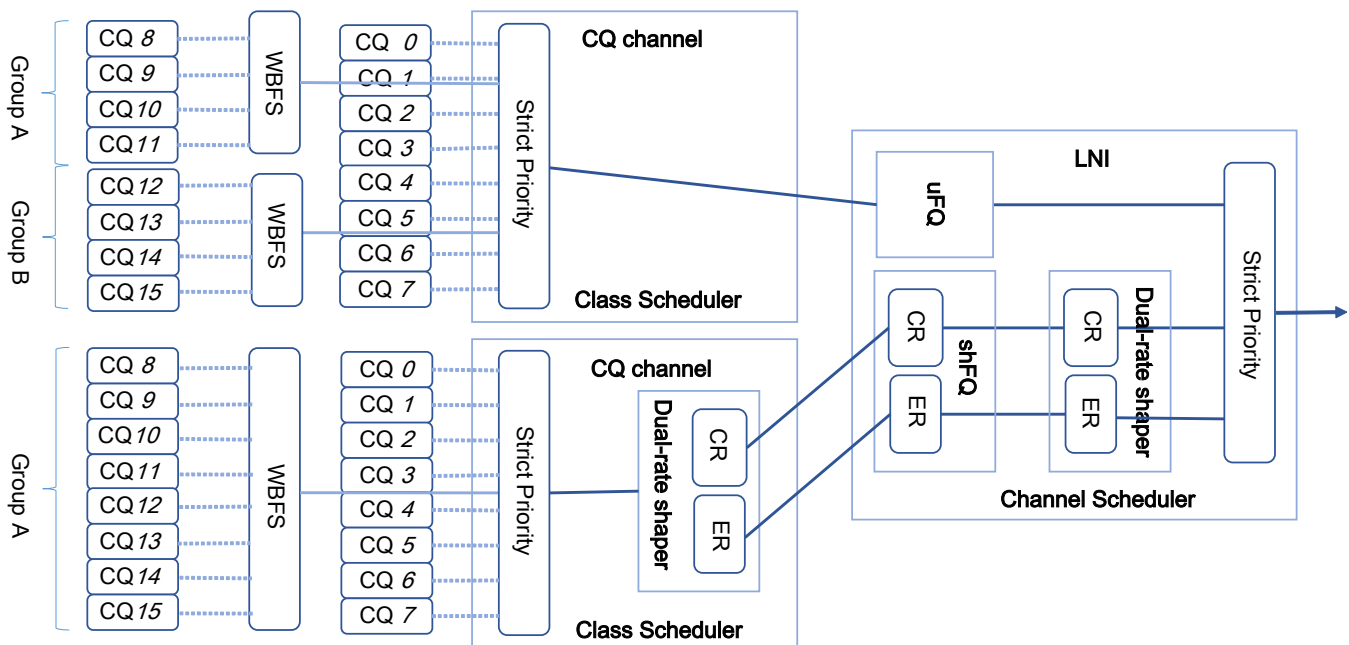 Group A
CQ 8
CQ 9
CQ 10
CQ 11
WBFS
Group B
CQ 12
CQ 13
CQ 14
CQ 15
WBFS
CQ 0
CQ 1
CQ 2
CQ 3
CQ 4
CQ 5
CQ 6
CQ 7
Strict Priority
CQ channel
Class Scheduler
Group A
CQ 8
CQ 9
CQ 10
CQ 11
CQ 12
CQ 13
CQ 14
CQ 15
WBFS
CQ 0
CQ 1
CQ 2
CQ 3
CQ 4
CQ 5
CQ 6
CQ 7
Strict Priority
CQ channel
Dual-rate shaper
CR
ER
Class Scheduler
LNI
uFQ
CR
ER
shFQ
CR
ER
Dual-rate shaper
Strict Priority
Channel Scheduler